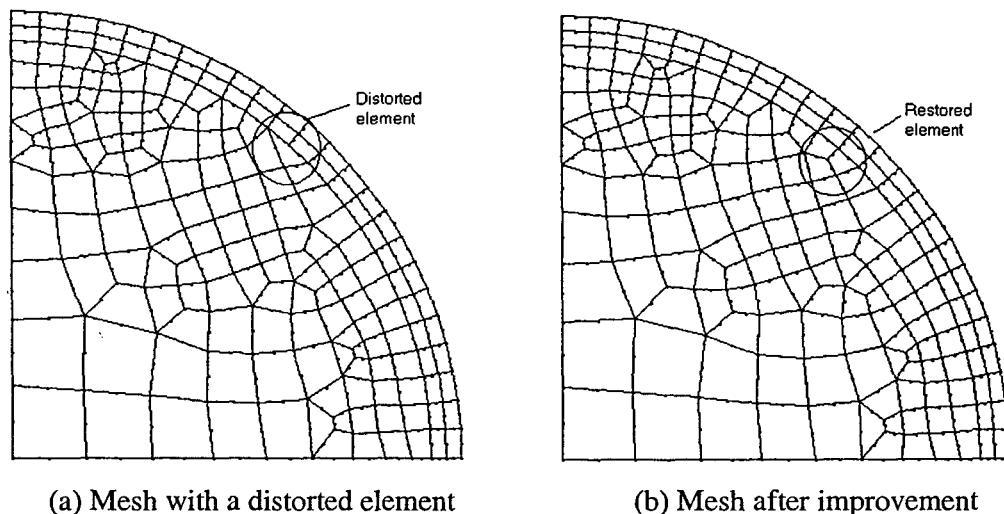 Distorted
element
Restored
element
(a) Mesh with a distorted element
(b) Mesh after improvement